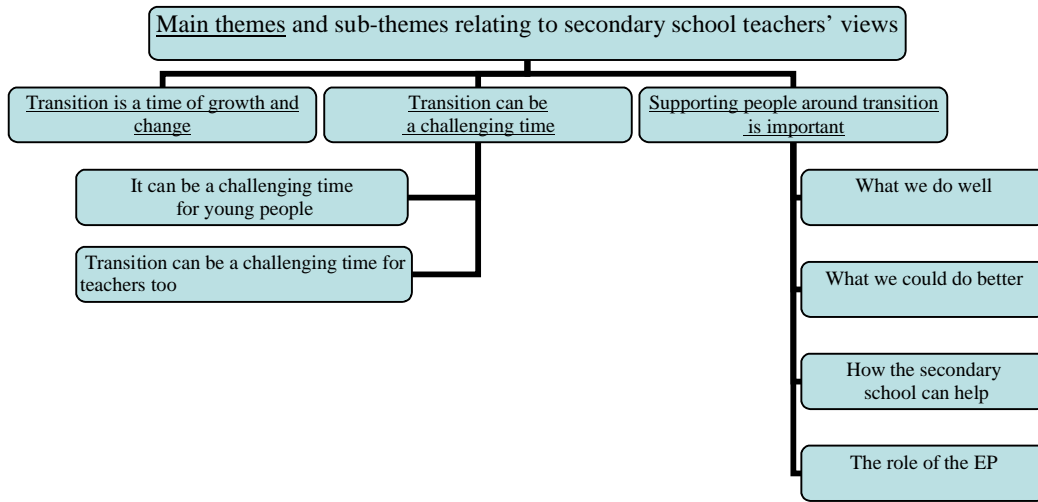 Main themes and sub-themes relating to secondary school teachers’ views
Transition is a time of growth and
change
Transition can be
a challenging time
Supporting people around transition
is important
It can be a challenging time
for young people
Transition can be a challenging time for
teachers too
What we do well
What we could do better
How the secondary
school can help
The role of the EP